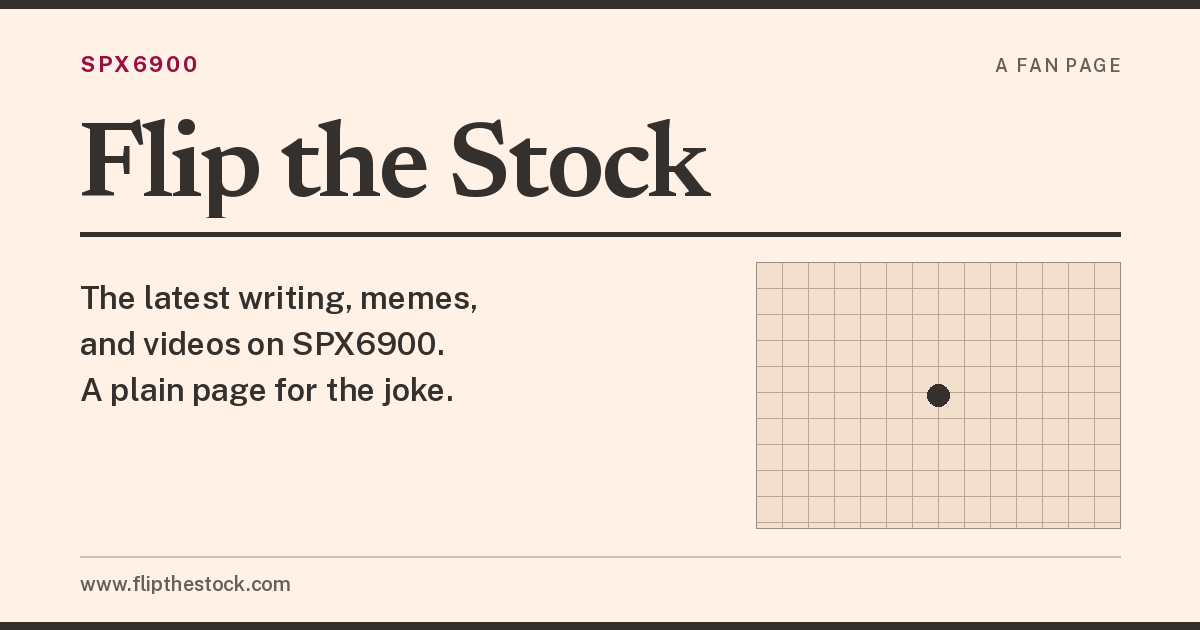 SPX6900
A FAN PAGE
Flip the Stock
The latest writing, memes,
and videos on SPX6900.
A plain page for the joke.
www.flipthestock.com